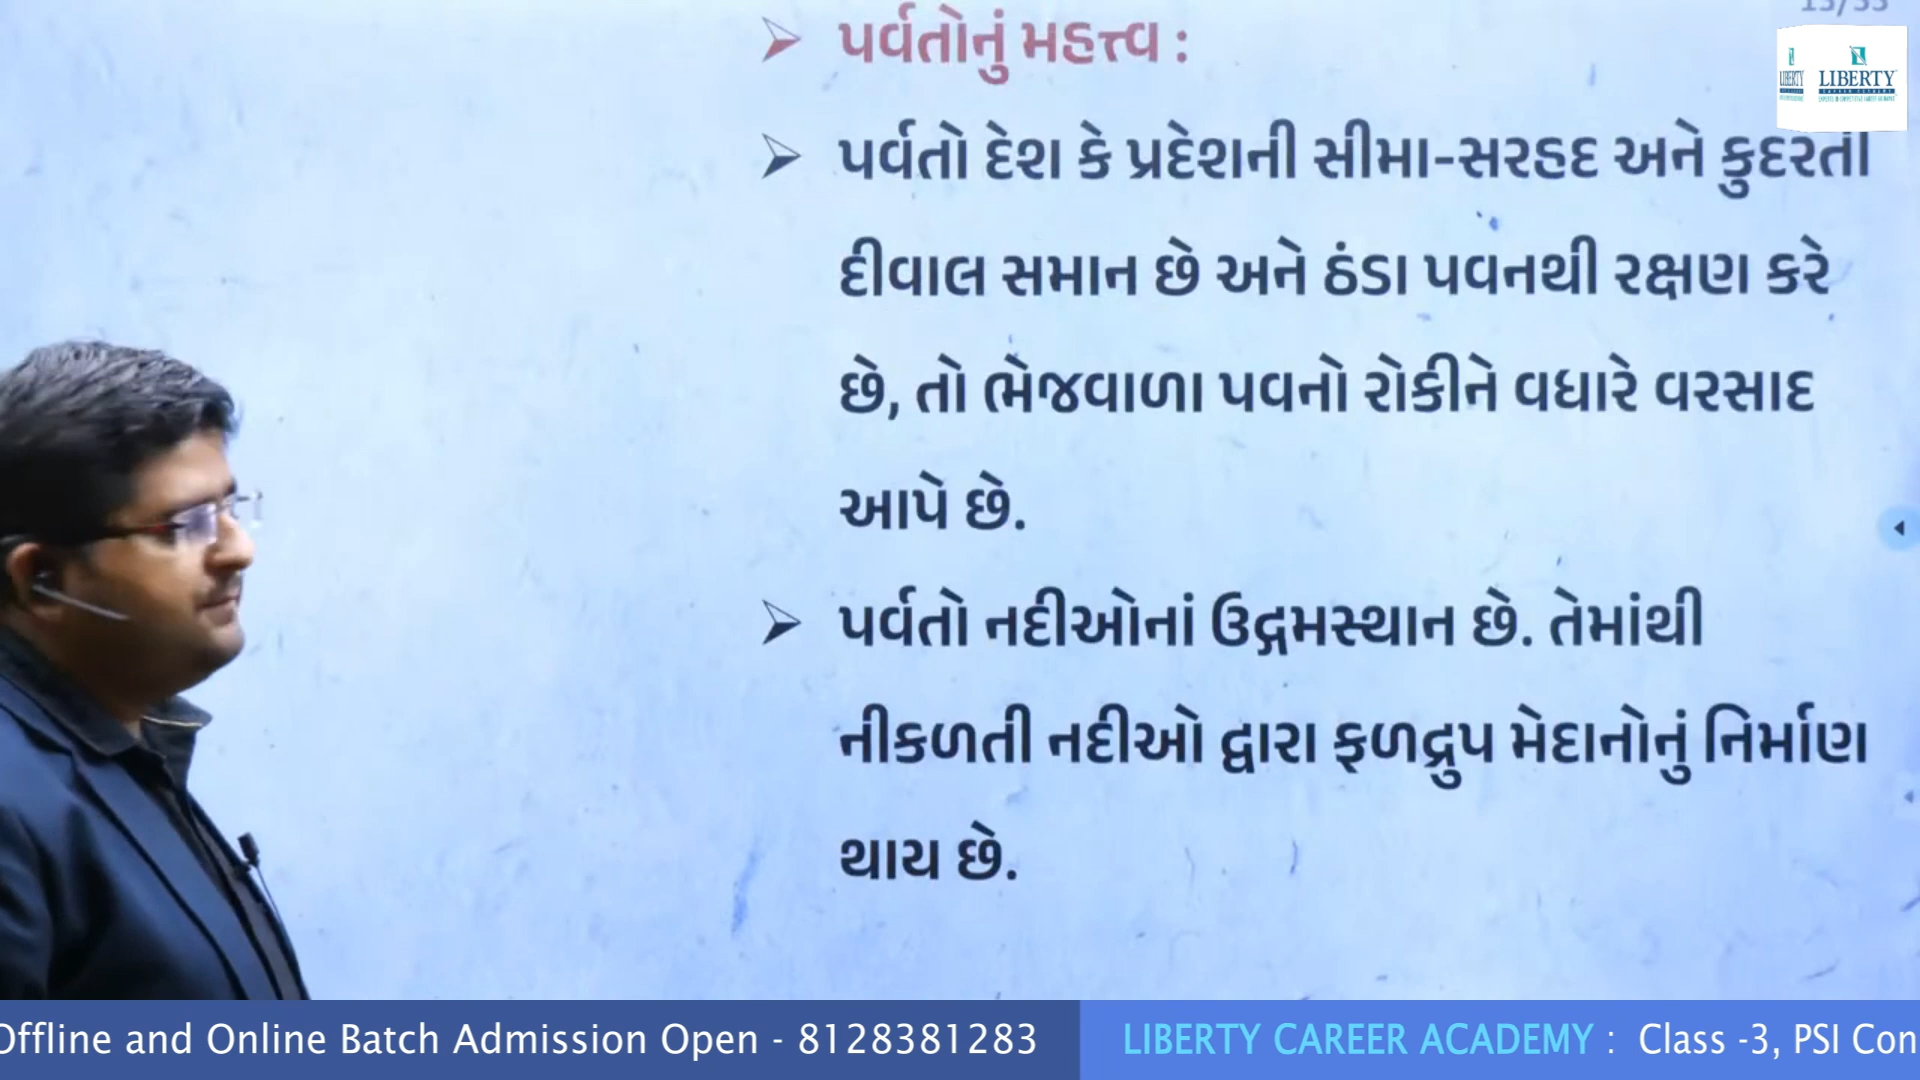 પર્વતોનું મહત્ત્વ :
LIBERTY
LIBERTY
પર્વતો દેશ કે પ્રદેશની સીમા-સરહદ અને કુદરતી
દીવાલ સમાન છે અને ઠંડા પવનથી રક્ષણ કરે
છે, તો ભેજવાળા પવનો રોકીને વધારે વરસાદ
આપે છે.
પર્વતો નદીઓનાં ઉદ્ગમસ્થાન છે. તેમાંથી
નીકળતી નદીઓ દ્વારા ફળદ્રુપ મેદાનોનું નિર્માણ
થાય છે.
Offline and Online Batch Admission Open - 8128381283 LIBERTY CAREER ACADEMY : Class -3, PSI Con